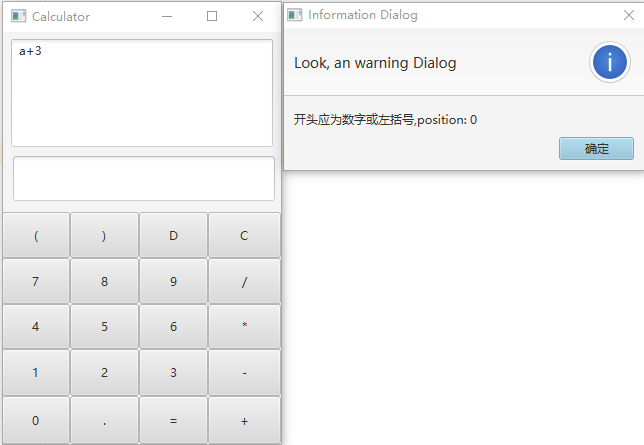 Calculator
a+3
( ) D C
7 8 9 /
4 5 6 *
1 2 3 -
0 . = +
Information Dialog
Look, an warning Dialog
i
开头应为数字或左括号,position: 0
确定